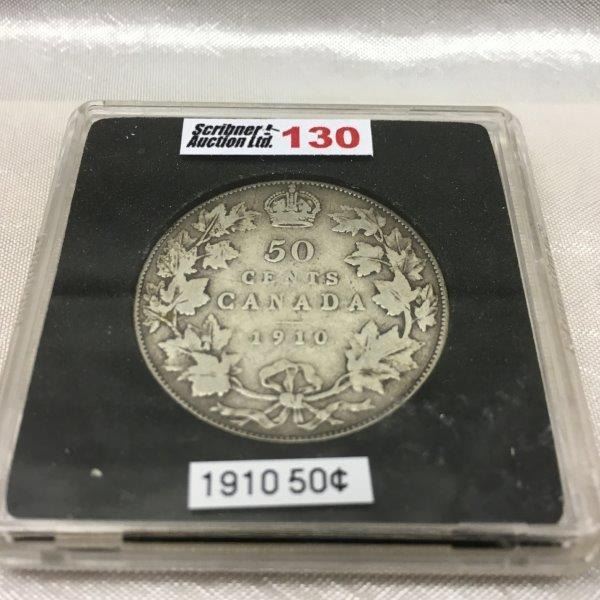 Scribner
Auction Ltd. 130
50
CENTS
CANADA
1910
1910 50¢